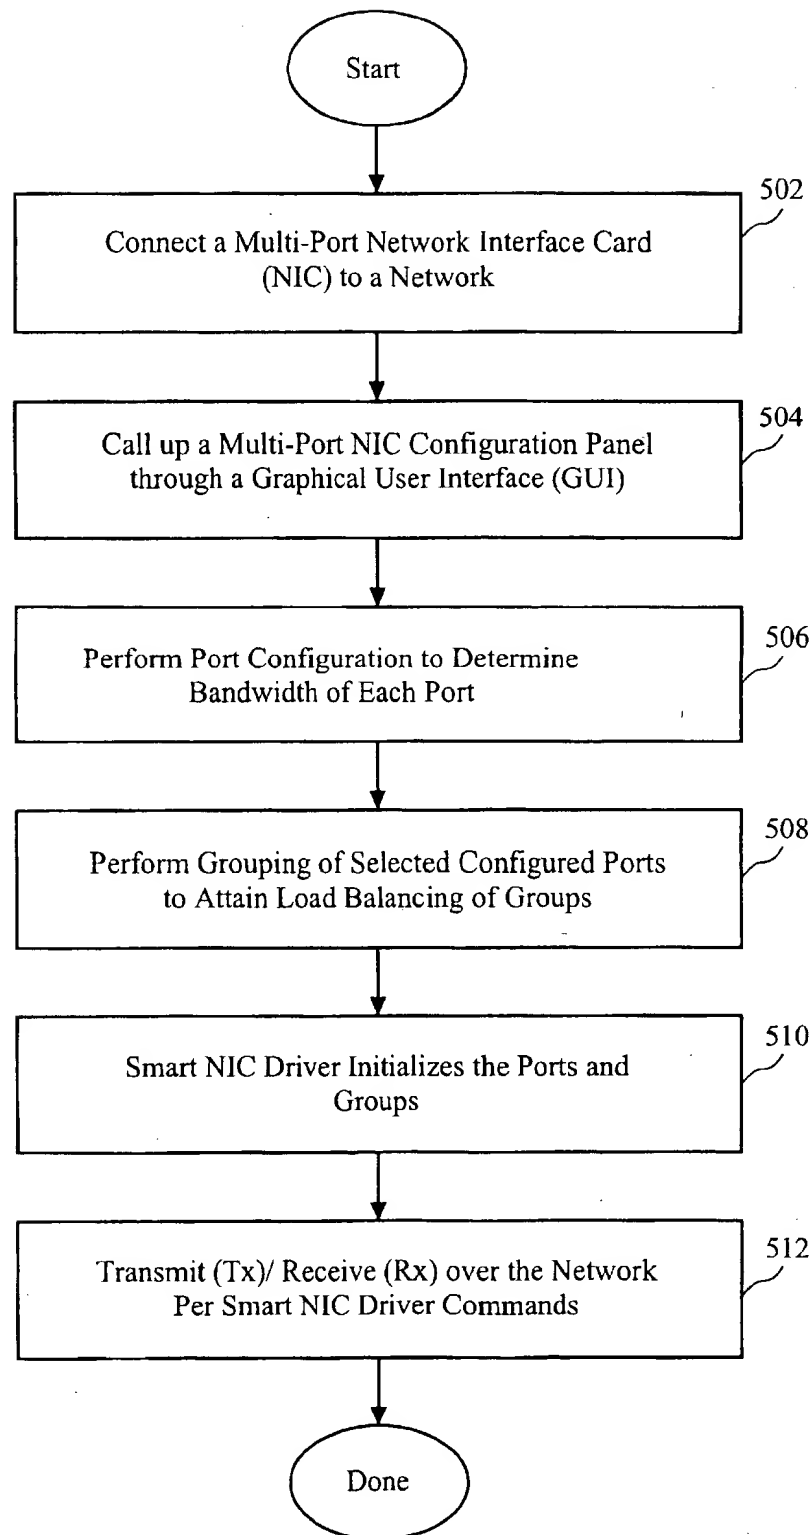 Start
502
Connect a Multi-Port Network Interface Card
(NIC) to a Network
504
Call up a Multi-Port NIC Configuration Panel
through a Graphical User Interface (GUI)
506
Perform Port Configuration to Determine
Bandwidth of Each Port
508
Perform Grouping of Selected Configured Ports
to Attain Load Balancing of Groups
510
Smart NIC Driver Initializes the Ports and
Groups
512
Transmit (Tx)/ Receive (Rx) over the Network
Per Smart NIC Driver Commands
Done